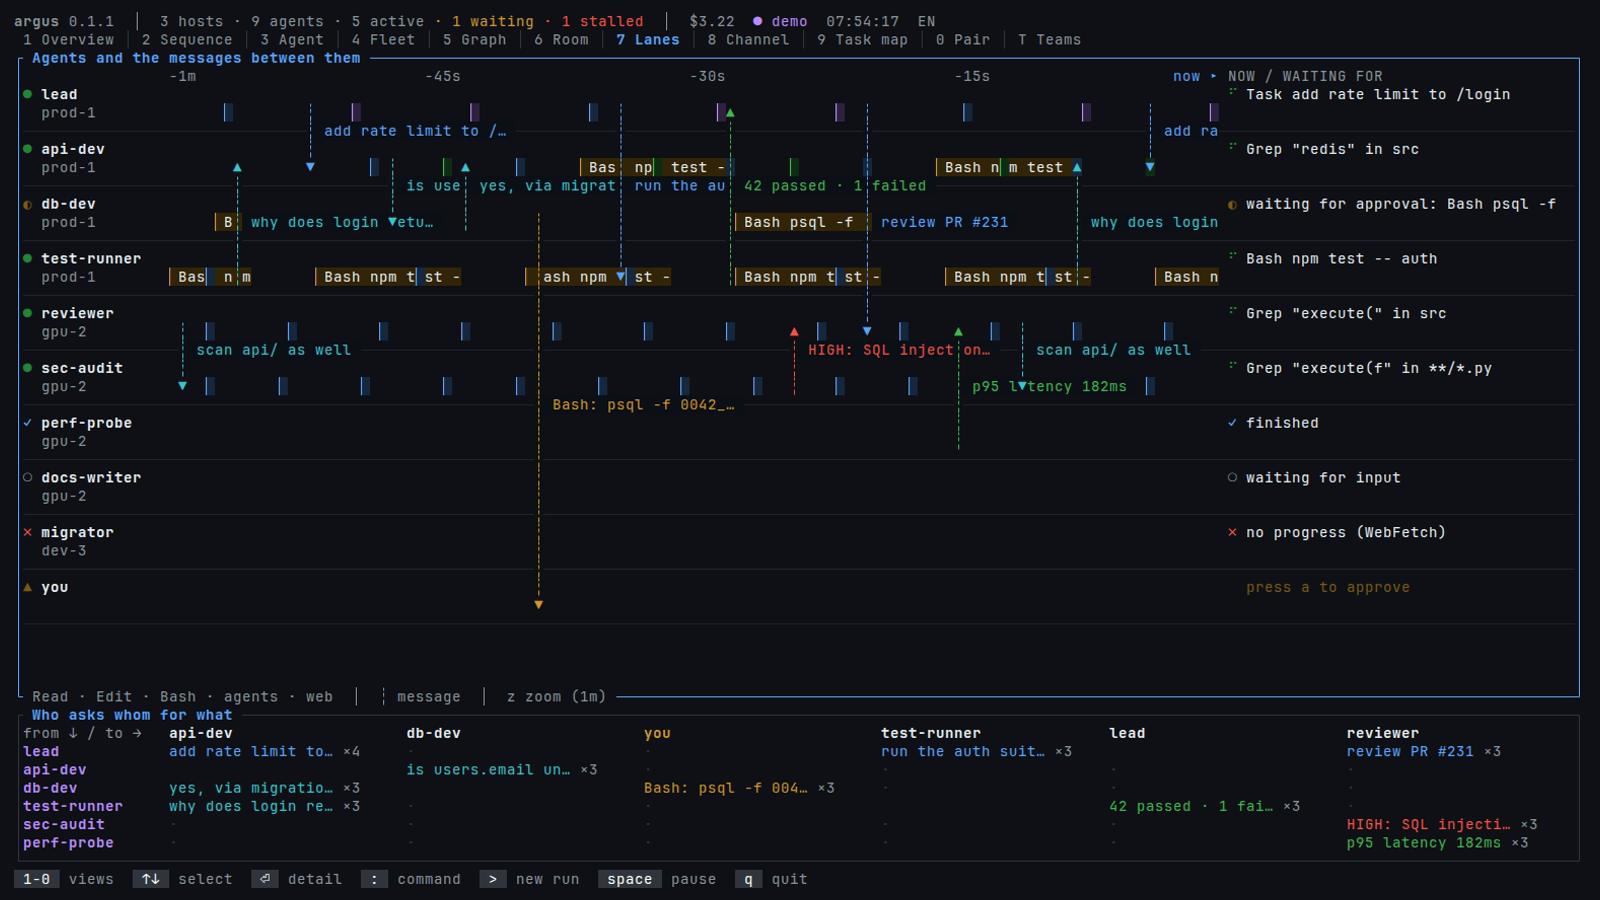 argus 0.1.1 │ 3 hosts · 9 agents · 5 active · 1 waiting · 1 stalled │ $3.22 ● demo 07:54:17 EN
1 Overview │ 2 Sequence │ 3 Agent │ 4 Fleet │ 5 Graph │ 6 Room │ 7 Lanes │ 8 Channel │ 9 Task map │ 0 Pair │ T Teams
Agents and the messages between them
-1m -45s -30s -15s now ▸ NOW / WAITING FOR
● lead Task add rate limit to /login
prod-1
add rate limit to /… add ra
● api-dev Grep "redis" in src
prod-1 Bas np test - Bash n m test
is use yes, via migrat run the au 42 passed · 1 failed
◐ db-dev ◐ waiting for approval: Bash psql -f
prod-1 B why does login etu… Bash psql -f review PR #231 why does login
● test-runner Bash npm test -- auth
prod-1 Bas n m Bash npm t st - ash npm st - Bash npm t st - Bash npm t st - Bash n
● reviewer Grep "execute(" in src
gpu-2
scan api/ as well HIGH: SQL inject on… scan api/ as well
● sec-audit Grep "execute(f" in **/*.py
gpu-2 p95 l tency 182ms
Bash: psql -f 0042_…
✓ perf-probe ✓ finished
gpu-2
○ docs-writer ○ waiting for input
gpu-2
✕ migrator ✕ no progress (WebFetch)
dev-3
▲ you press a to approve
Read · Edit · Bash · agents · web │ ┊ message │ z zoom (1m)
Who asks whom for what
from ↓ / to → api-dev db-dev you test-runner lead reviewer
lead add rate limit to… ×4 · · run the auth suit… ×3 review PR #231 ×3
api-dev is users.email un… ×3 · · · ·
db-dev yes, via migratio… ×3 Bash: psql -f 004… ×3 · · ·
test-runner why does login re… ×3 · · 42 passed · 1 fai… ×3 ·
sec-audit · · · · · HIGH: SQL injecti… ×3
perf-probe · · · · · p95 latency 182ms ×3
1-0 views ↑↓ select ⏎ detail : command > new run space pause q quit